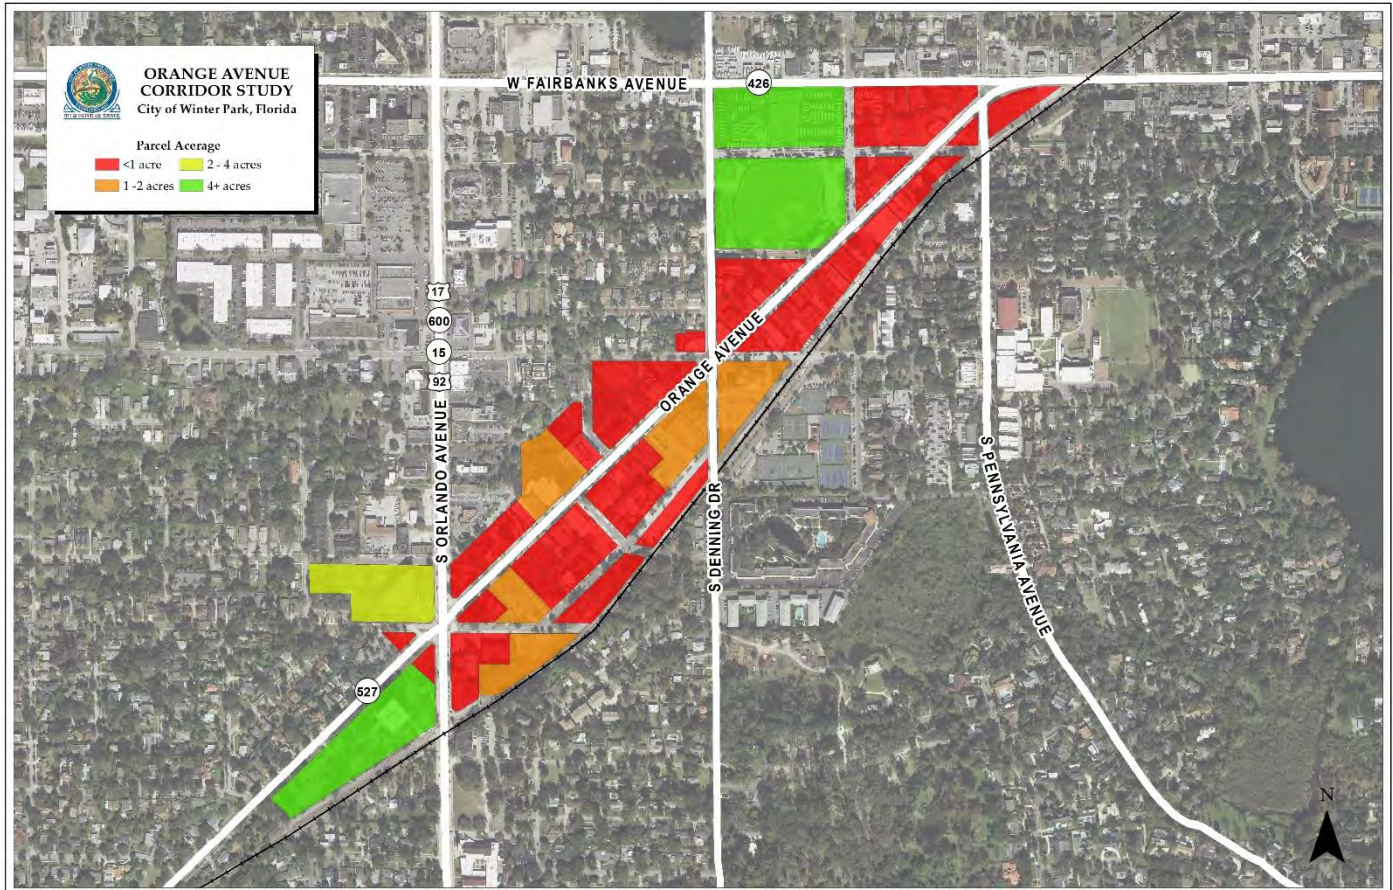 ORANGE AVENUE
CORRIDOR STUDY
City of Winter Park, Florida
Parcel Acerage
<1 acre
2 - 4 acres
1 -2 acres
4+ acres
W FAIRBANKS AVENUE
426
17
600
15
92
S ORLANDO AVENUE
ORANGE AVENUE
S DENNING DR
S PENNSYLVANIA AVENUE
527
N